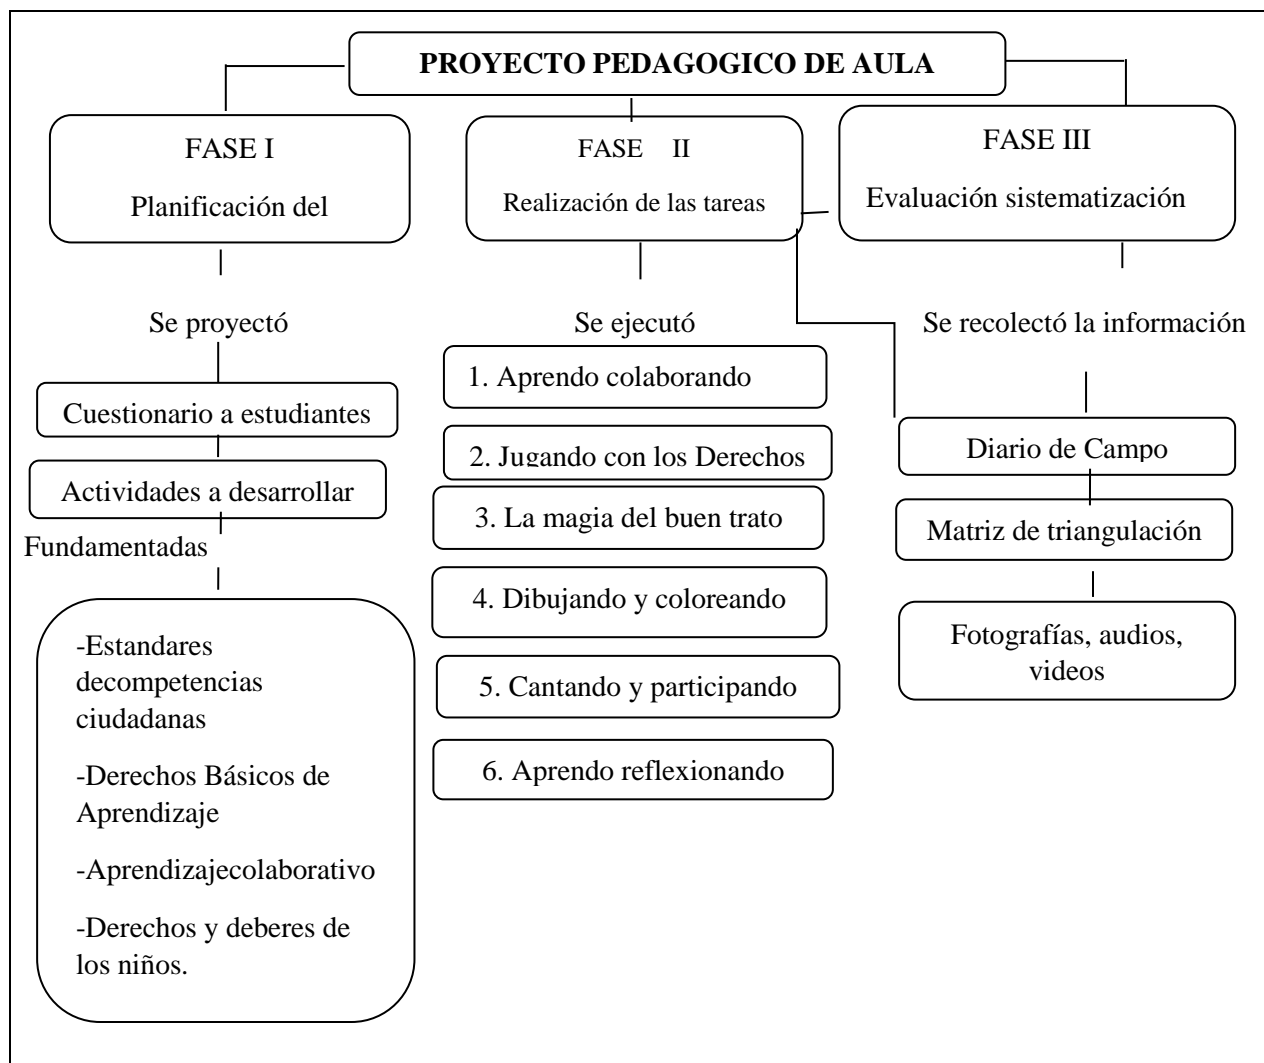 PROYECTO PEDAGOGICO DE AULA
FASE I
Planificación del
Se proyectó
Cuestionario a estudiantes
Actividades a desarrollar
Fundamentadas
-Estandares
decompetencias
ciudadanas
-Derechos Básicos de
Aprendizaje
-Aprendizajecolaborativo
-Derechos y deberes de
los niños.
FASE II
Realización de las tareas
Se ejecutó
1. Aprendo colaborando
2. Jugando con los Derechos
3. La magia del buen trato
4. Dibujando y coloreando
5. Cantando y participando
6. Aprendo reflexionando
FASE III
Evaluación sistematización
Se recolectó la información
Diario de Campo
Matriz de triangulación
Fotografías, audios,
videos